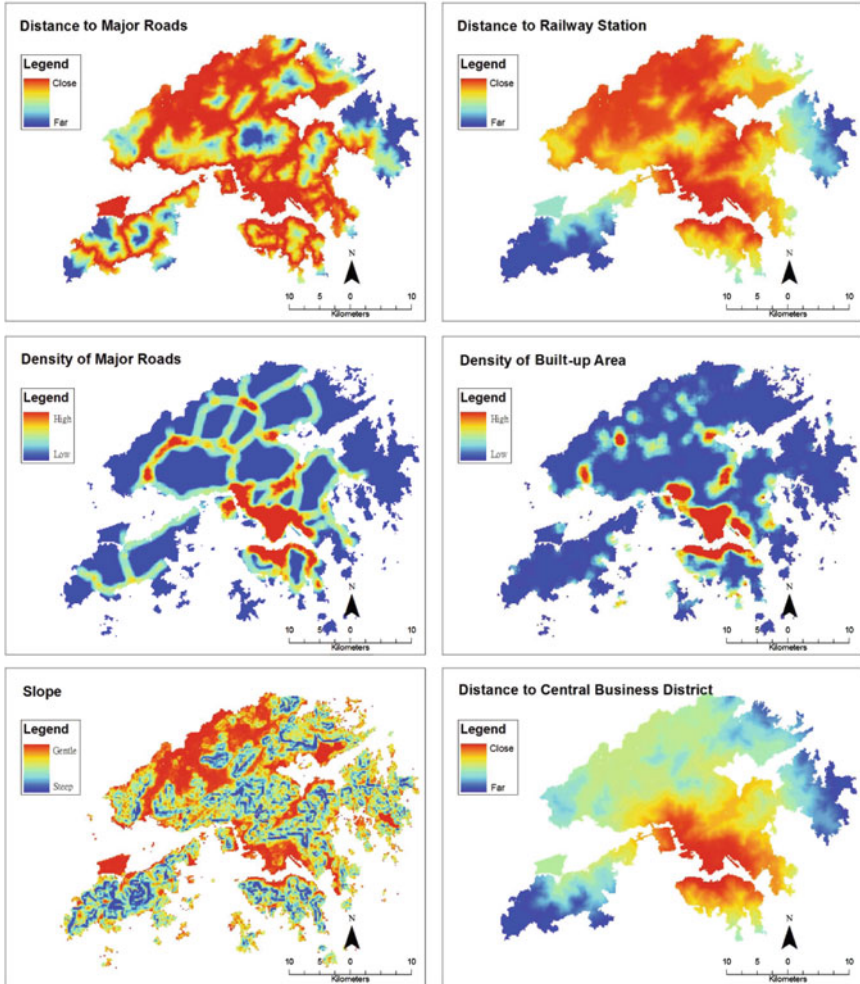 Distance to Major Roads
Legend
Close
Far
N
10 5 0 10
Kilometers
Distance to Railway Station
Legend
Close
Far
N
10 5 0 10
Kilometers
Density of Major Roads
Legend
High
Low
N
10 5 0 10
Kilometers
Density of Built-up Area
Legend
High
Low
N
10 5 0 10
Kilometers
Slope
Legend
Gentle
Steep
N
10 5 0 10
Kilometers
Distance to Central Business District
Legend
Close
Far
N
10 5 0 10
Kilometers